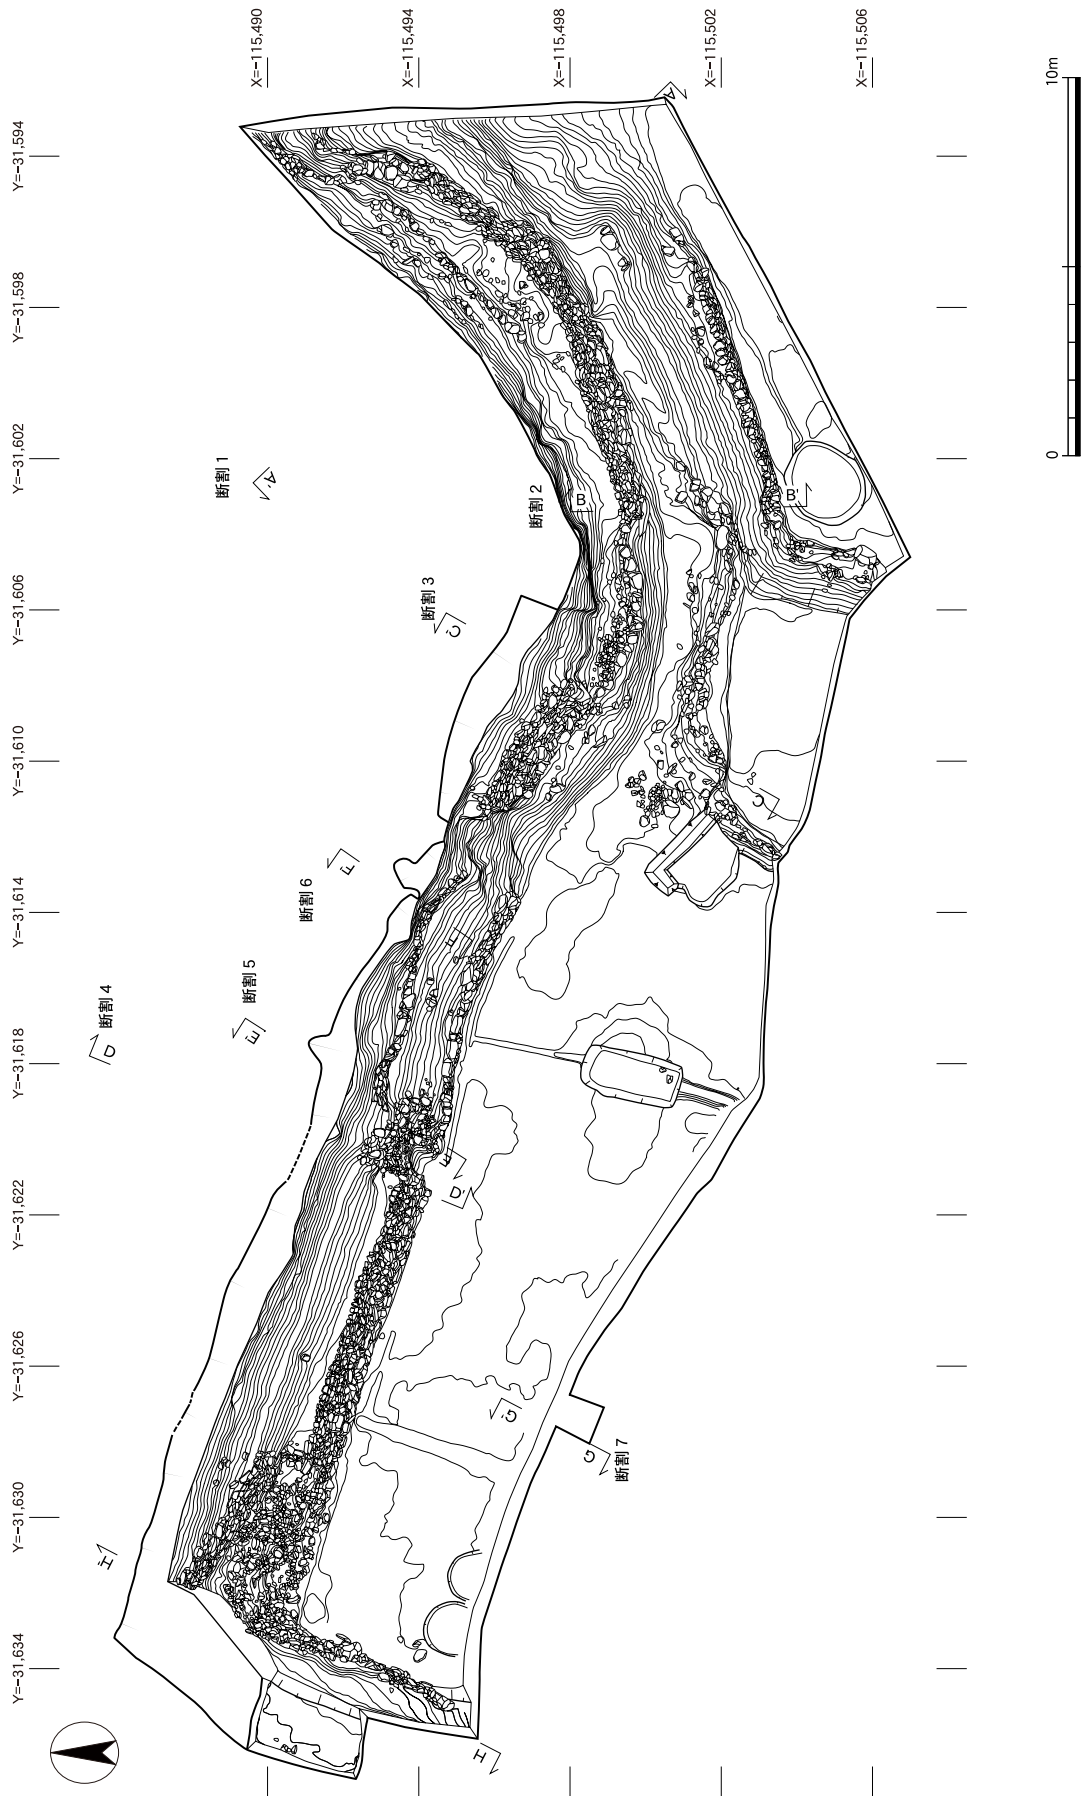 X=-115,490
X=-115,494
X=-115,498
X=-115,502
X=-115,506
Y=-31,594
Y=-31,598
Y=-31,602
Y=-31,606
Y=-31,610
Y=-31,614
Y=-31,618
Y=-31,622
Y=-31,626
Y=-31,630
Y=-31,634
10m
0
A'
断割 1
A
断割 2
B
B'
断割 3
C'
C
断割 6
F'
F
断割 5
E'
E
断割 4
D
D'
G'
G
断割 7
H'
H